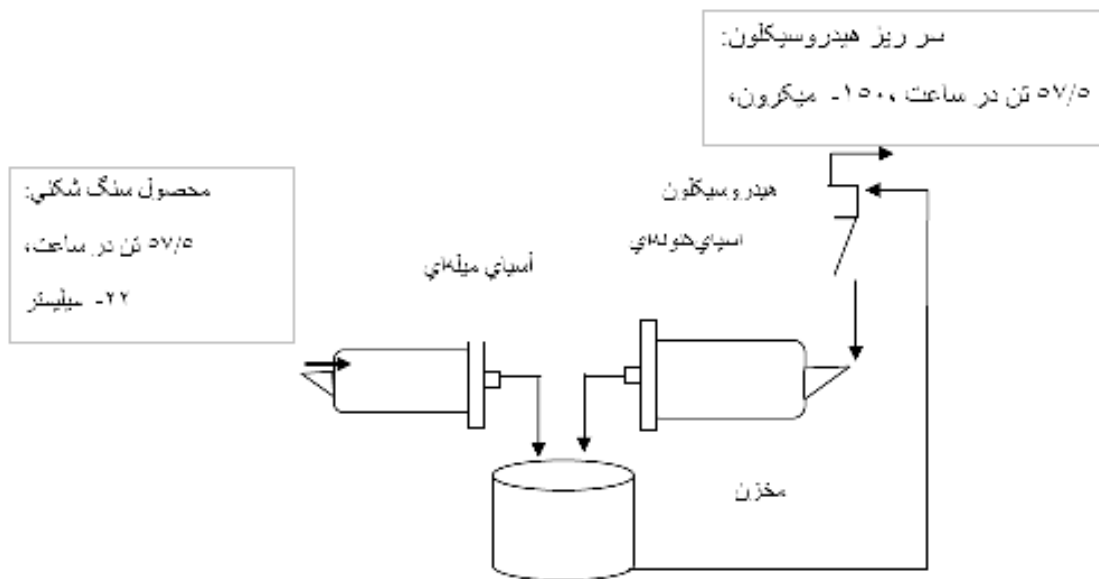 سر ریز هیدروسیکلون:
۵۷/۵ تن در ساعت ،۱۵۰- میکرون،
محصول سنگ شکنی:
۵۷/۵ تن در ساعت،
۲۲- میلیمتر
هیدروسیکلون
آسیای میله‌ای
اسیای گلوله‌ای
مخزن